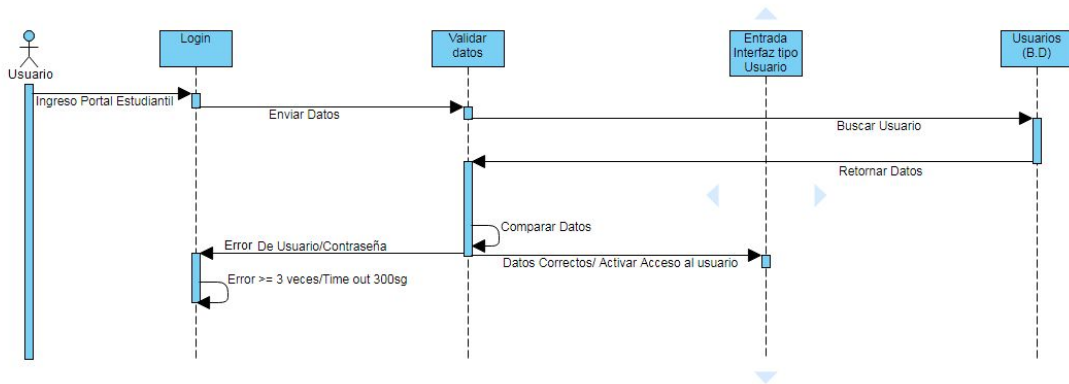 Usuario
Login
Validar
datos
Entrada
Interfaz tipo
Usuario
Usuarios
(B.D)
Ingreso Portal Estudiantil
Enviar Datos
Buscar Usuario
Retornar Datos
Comparar Datos
Error De Usuario/Contraseña
Datos Correctos/ Activar Acceso al usuario
Error >= 3 veces/Time out 300sg